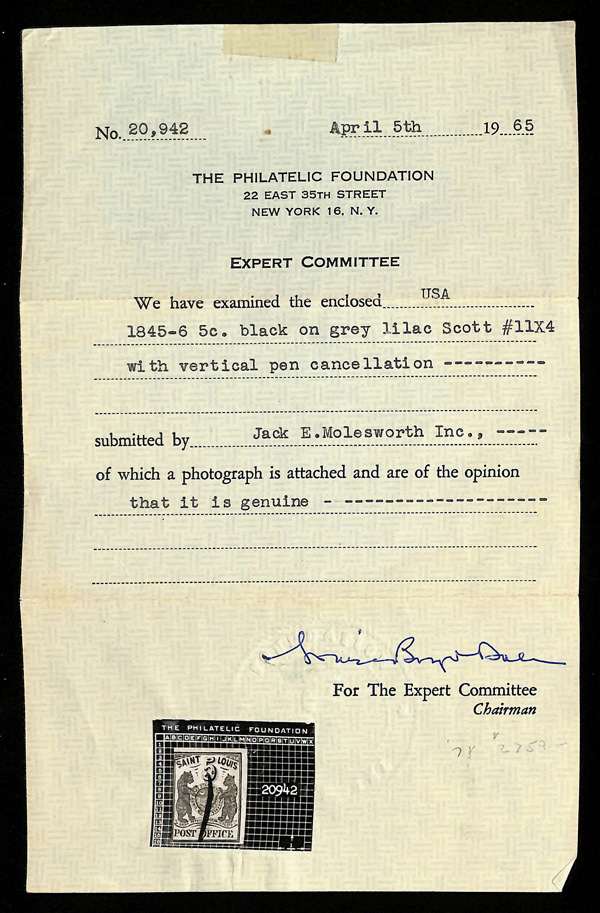 No. 20,942 April 5th 19 65
THE PHILATELIC FOUNDATION
22 EAST 35TH STREET
NEW YORK 16, N. Y.
EXPERT COMMITTEE
We have examined the enclosed USA
1845-6 5c. black on grey lilac Scott #11X4
with vertical pen cancellation ----------
submitted by Jack E.Molesworth Inc., -----
of which a photograph is attached and are of the opinion
that it is genuine - --------------------
For The Expert Committee
Chairman
THE PHILATELIC FOUNDATION
ABCDEFGHIJKLMNOPQRSTUVWX
SAINT LOUIS
20942
POST OFFICE